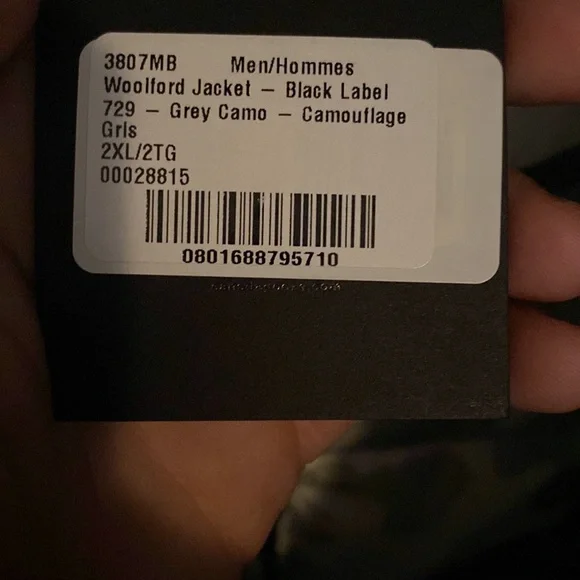 3807MB Men/Hommes
Woolford Jacket – Black Label
729 – Grey Camo – Camouflage
Gris
2XL/2TG
00028815
0801688795710